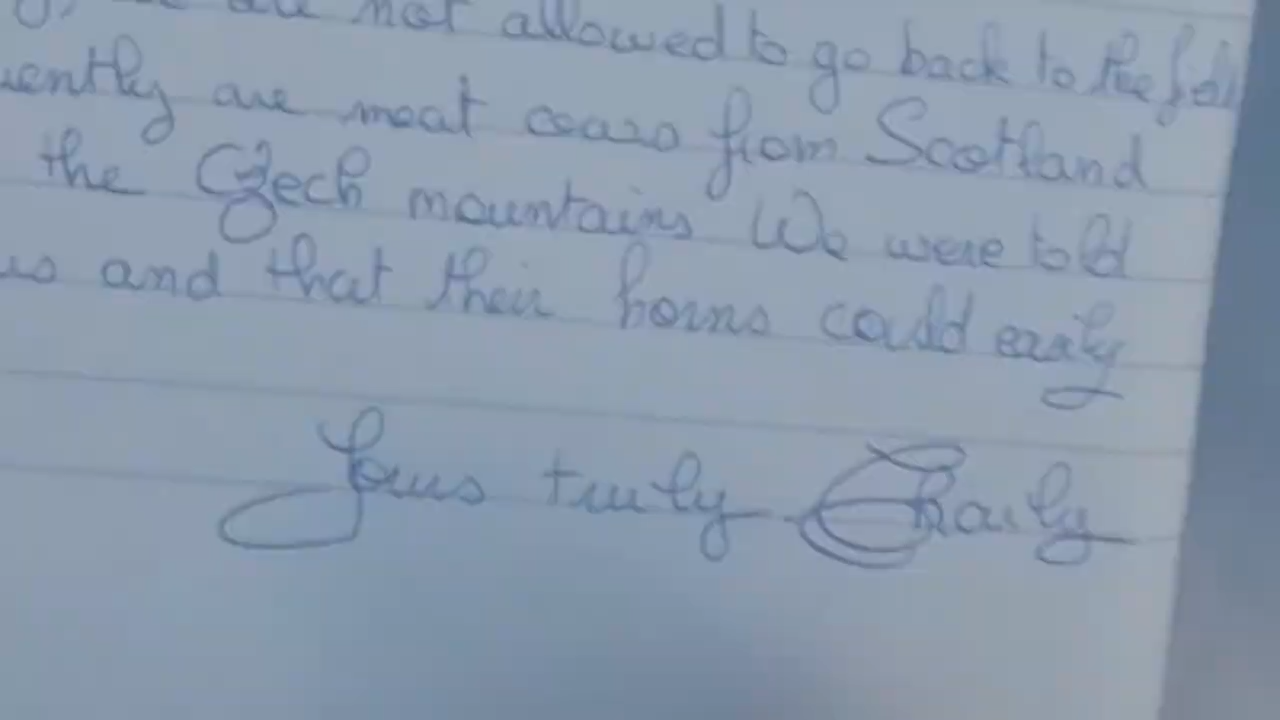 not allowed to go back to the
are meat cows from Scotland
the Czech mountains We were told
and that their horns could easily
Yours truly Charly